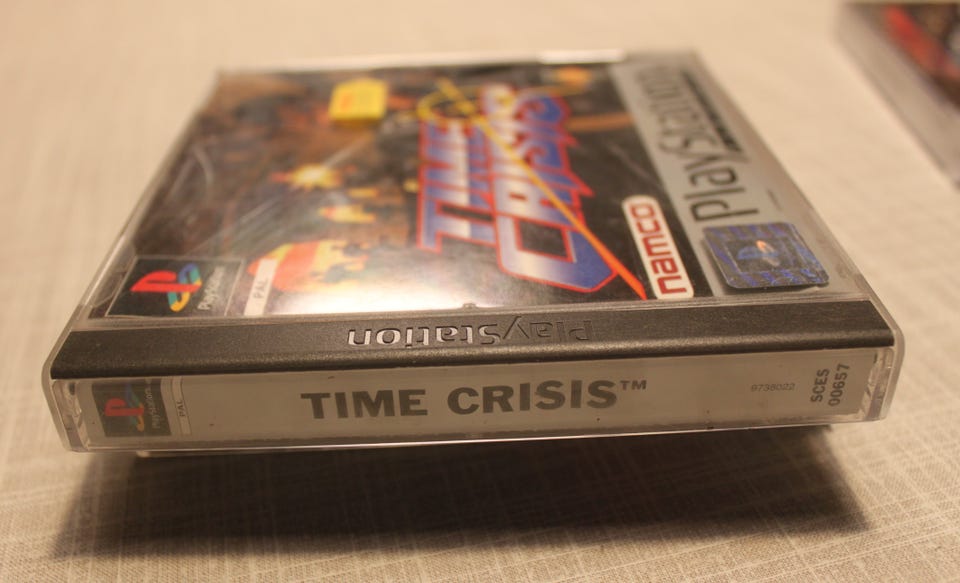 TIME
CRISIS
PlayStation
namco
PlayStation
PAL
PlayStation
PlayStation
PAL
TIME CRISIS™
9738022
SCES
00657